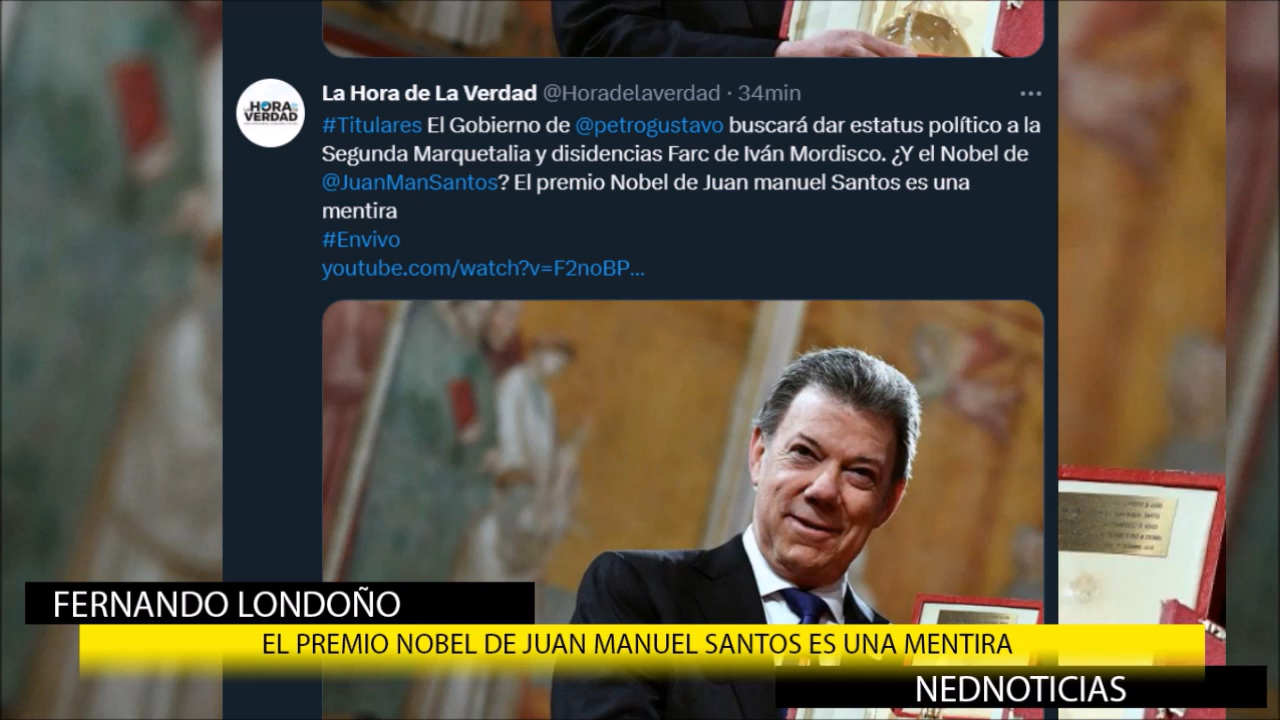 La Hora de La Verdad @Horadelaverdad · 34min
HORA
VERDAD
#Titulares El Gobierno de @petrogustavo buscará dar estatus político a la
Segunda Marquetalia y disidencias Farc de Iván Mordisco. ¿Y el Nobel de
@JuanManSantos? El premio Nobel de Juan manuel Santos es una
mentira
#Envivo
youtube.com/watch?v=F2noBP...
FERNANDO LONDOÑO
EL PREMIO NOBEL DE JUAN MANUEL SANTOS ES UNA MENTIRA
NEDNOTICIAS